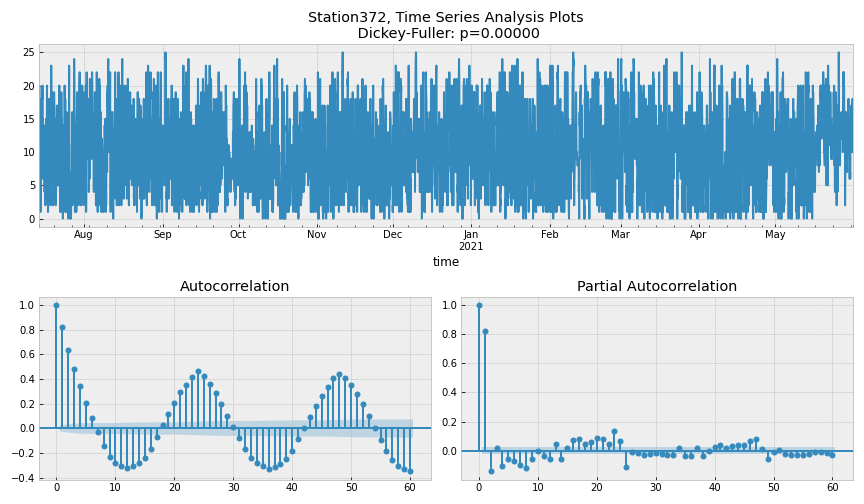 Station372, Time Series Analysis Plots
Dickey-Fuller: p=0.00000
25
20
15
10
5
0
Aug Sep Oct Nov Dec Jan Feb Mar Apr May
2021
time
Autocorrelation
1.0
0.8
0.6
0.4
0.2
0.0
−0.2
−0.4
0 10 20 30 40 50 60
Partial Autocorrelation
1.0
0.8
0.6
0.4
0.2
0.0
0 10 20 30 40 50 60